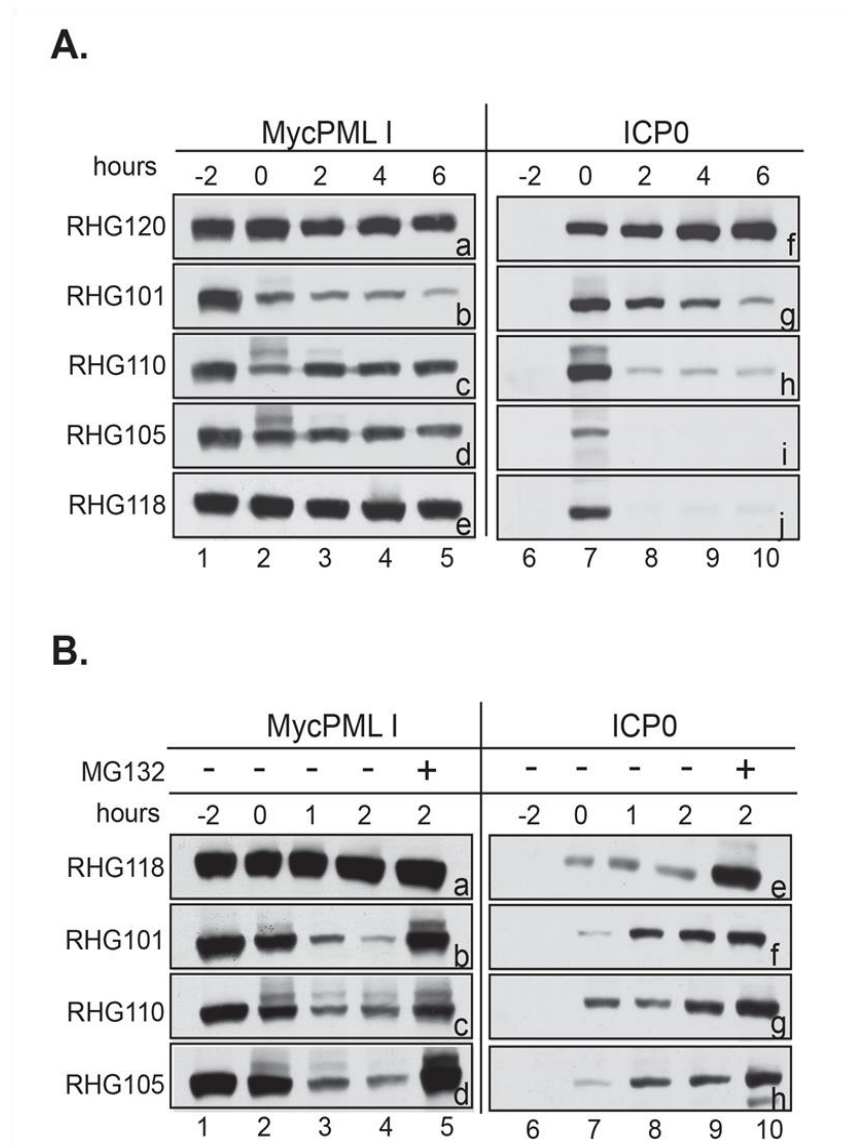 A.
MycPML I ICP0
hours -2 0 2 4 6 -2 0 2 4 6
RHG120 a f
RHG101 b g
RHG110 c h
RHG105 d i
RHG118 e j
1 2 3 4 5 6 7 8 9 10
B.
MycPML I ICP0
MG132 - - - - + - - - - +
hours -2 0 1 2 2 -2 0 1 2 2
RHG118 a e
RHG101 b f
RHG110 c g
RHG105 d h
1 2 3 4 5 6 7 8 9 10